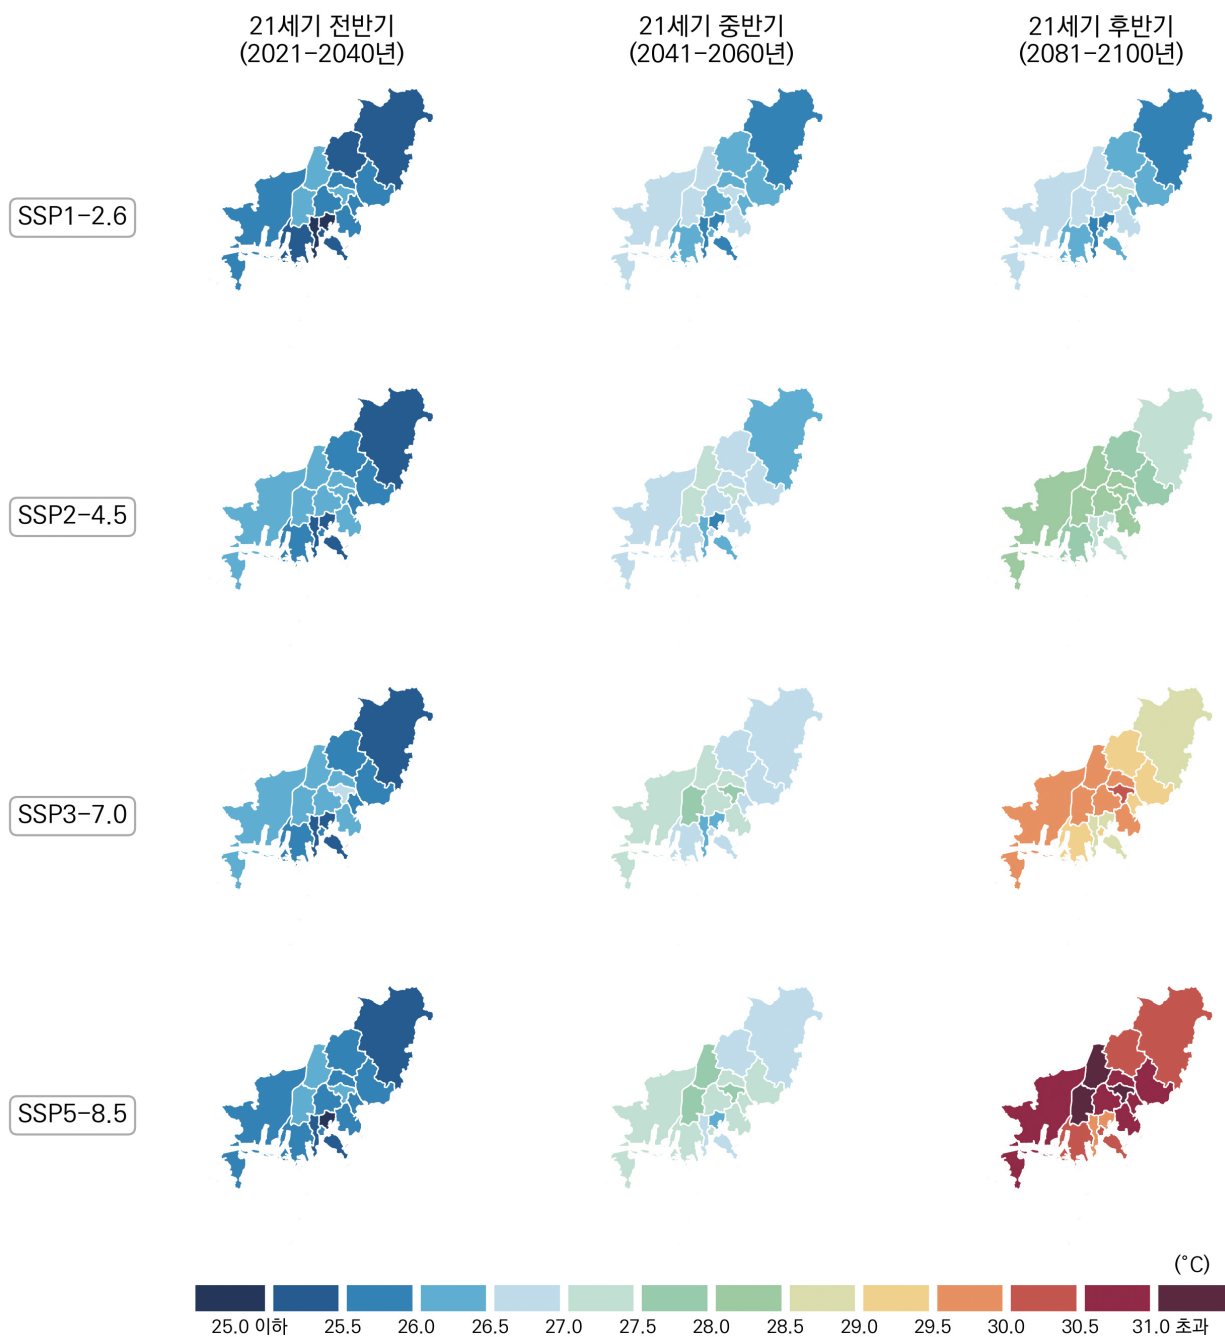 21세기 전반기
(2021-2040년)
21세기 중반기
(2041-2060년)
21세기 후반기
(2081-2100년)
SSP1-2.6
SSP2-4.5
SSP3-7.0
SSP5-8.5
(°C)
25.0 이하 25.5 26.0 26.5 27.0 27.5 28.0 28.5 29.0 29.5 30.0 30.5 31.0 초과